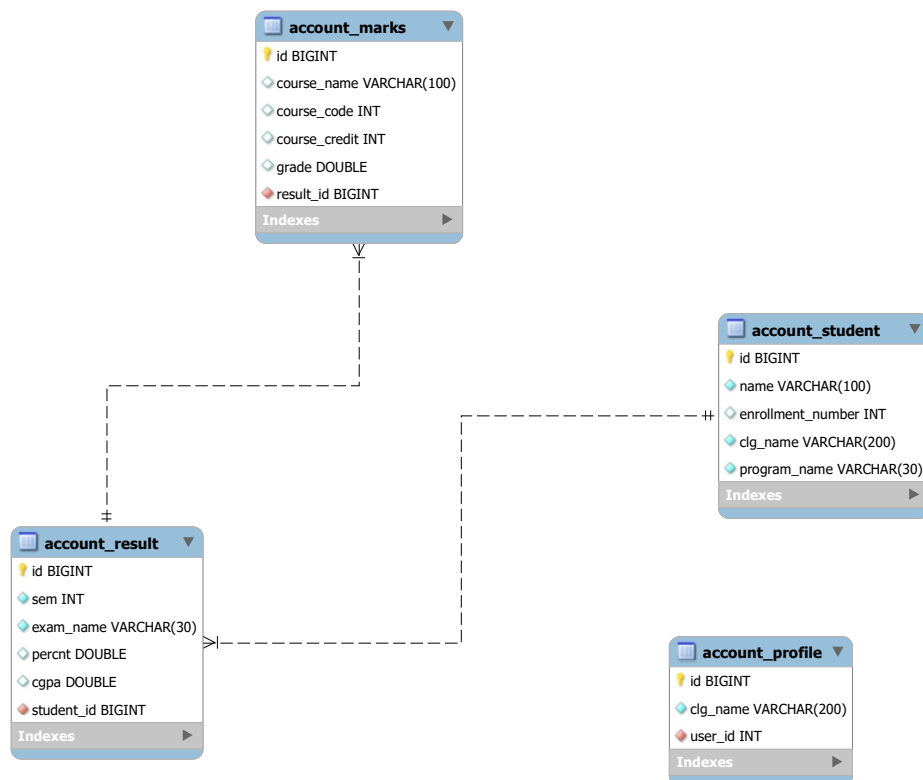 account_marks
id BIGINT
course_name VARCHAR(100)
course_code INT
course_credit INT
grade DOUBLE
result_id BIGINT
Indexes
account_student
id BIGINT
name VARCHAR(100)
enrollment_number INT
clg_name VARCHAR(200)
program_name VARCHAR(30)
Indexes
account_result
id BIGINT
sem INT
exam_name VARCHAR(30)
percnt DOUBLE
cgpa DOUBLE
student_id BIGINT
Indexes
account_profile
id BIGINT
clg_name VARCHAR(200)
user_id INT
Indexes